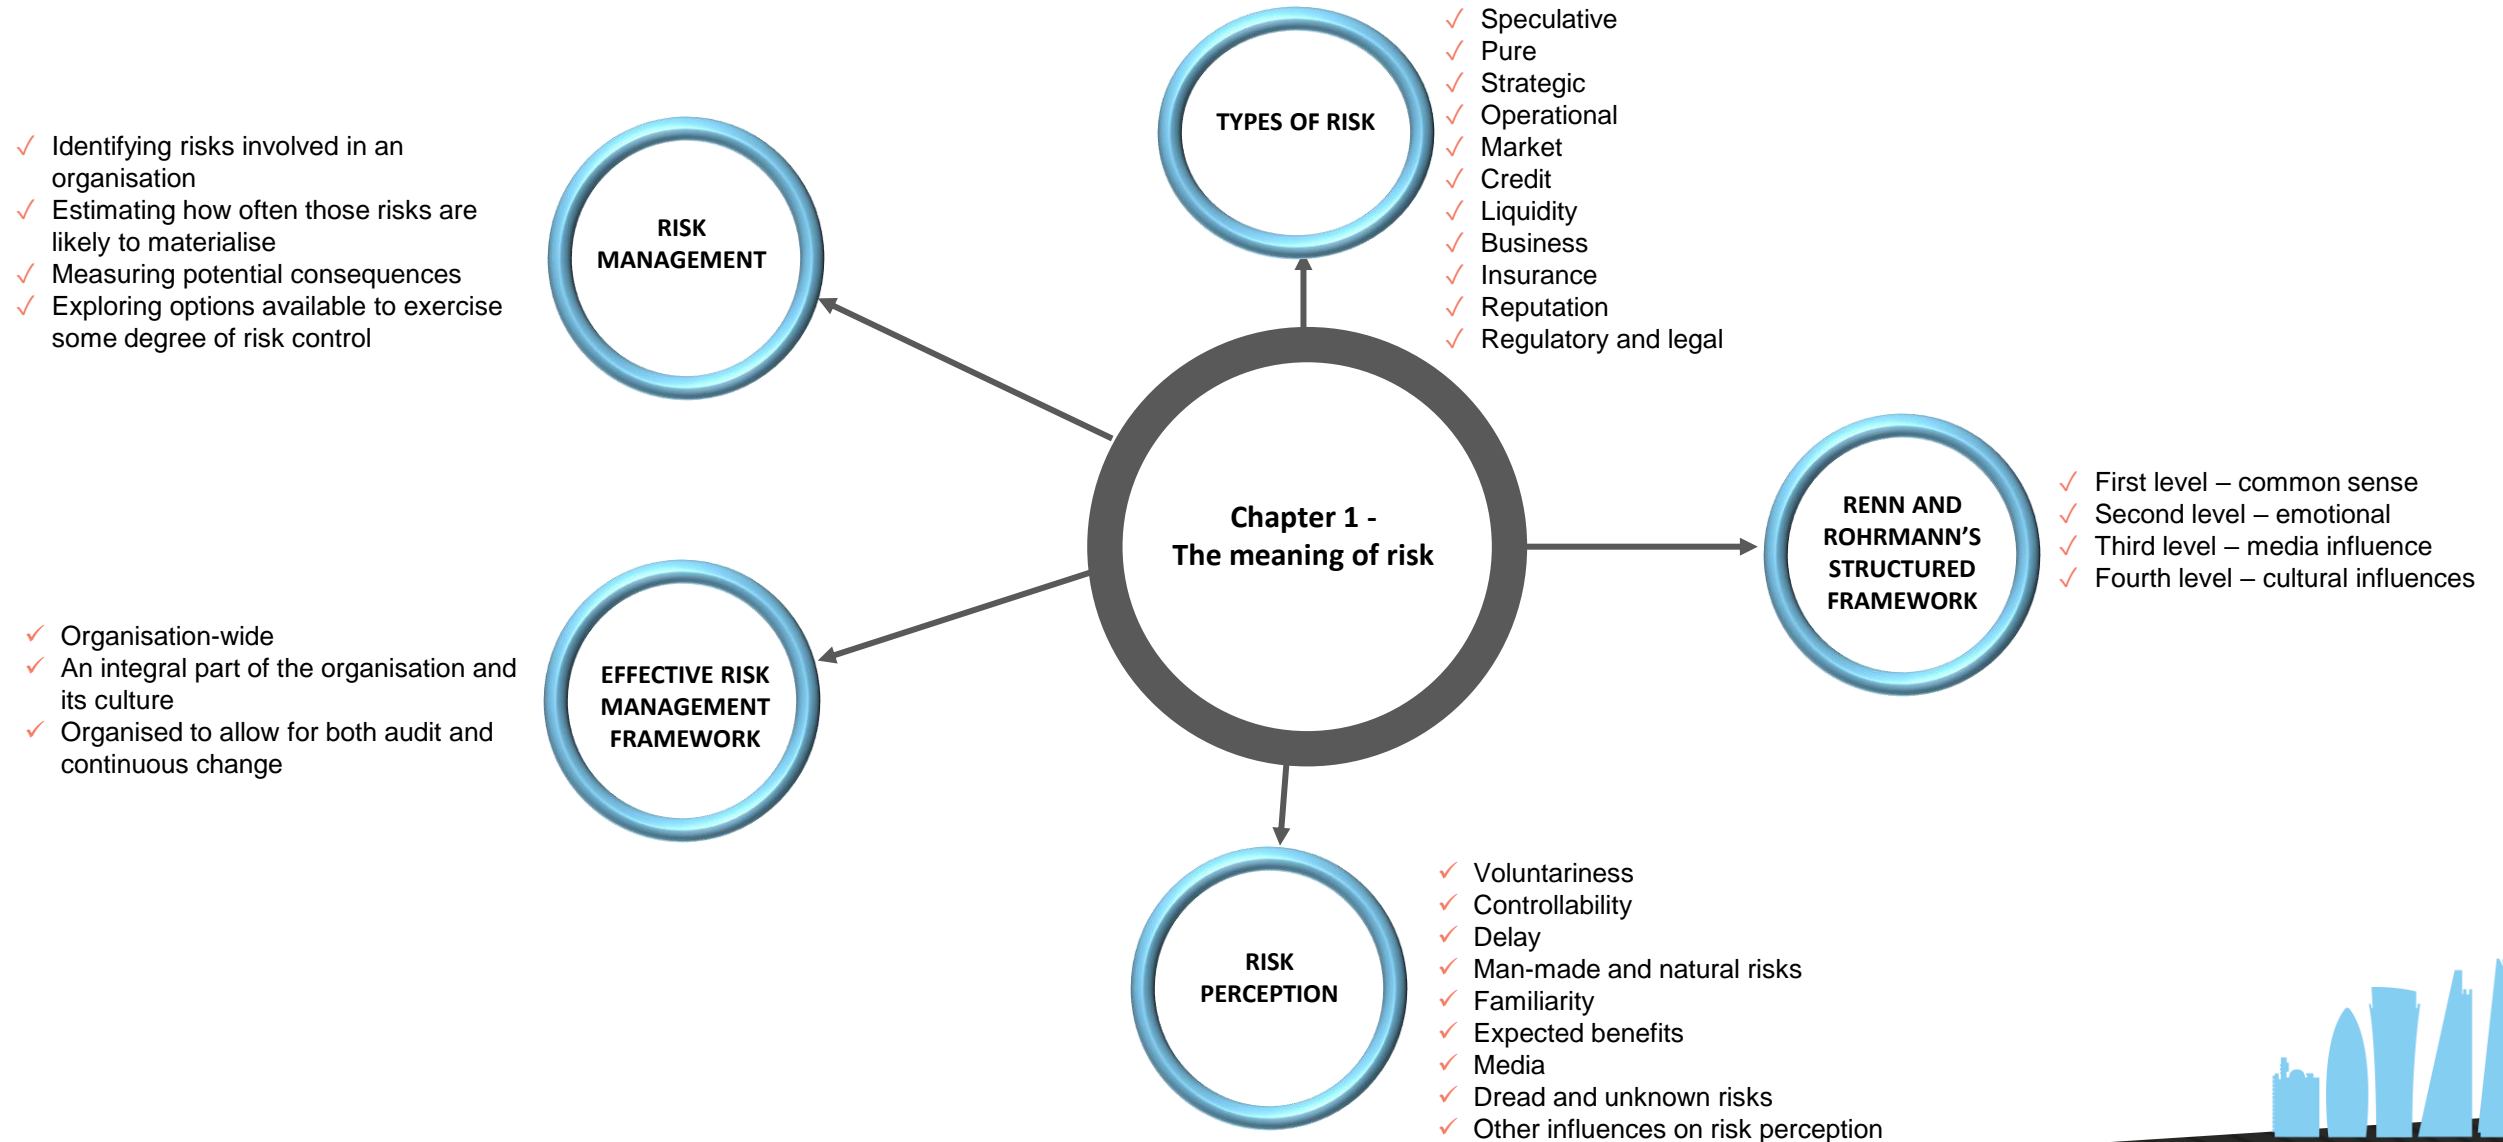 TYPES OF RISK
Speculative
Pure
Strategic
Operational
Market
Credit
Liquidity
Business
Insurance
Reputation
Regulatory and legal
RISK
MANAGEMENT
Identifying risks involved in an
organisation
Estimating how often those risks are
likely to materialise
Measuring potential consequences
Exploring options available to exercise
some degree of risk control
Chapter 1 -
The meaning of risk
RENN AND
ROHRMANN’S
STRUCTURED
FRAMEWORK
First level – common sense
Second level – emotional
Third level – media influence
Fourth level – cultural influences
EFFECTIVE RISK
MANAGEMENT
FRAMEWORK
Organisation-wide
An integral part of the organisation and
its culture
Organised to allow for both audit and
continuous change
RISK
PERCEPTION
Voluntariness
Controllability
Delay
Man-made and natural risks
Familiarity
Expected benefits
Media
Dread and unknown risks
Other influences on risk perception